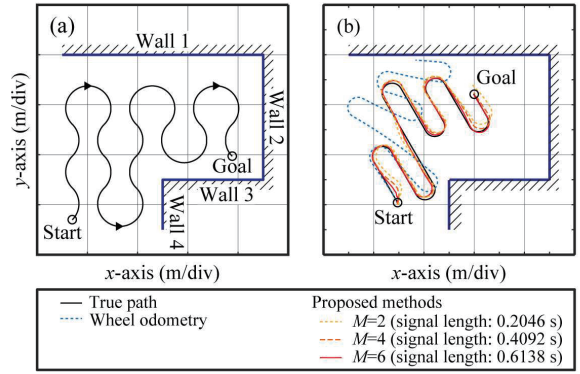 (a)
Wall 1
Wall 2
Goal
Wall 3
Wall 4
Start
y-axis (m/div)
x-axis (m/div)
(b)
Goal
Start
y-axis (m/div)
x-axis (m/div)
True path
Wheel odometry
Proposed methods
M=2 (signal length: 0.2046 s)
M=4 (signal length: 0.4092 s)
M=6 (signal length: 0.6138 s)